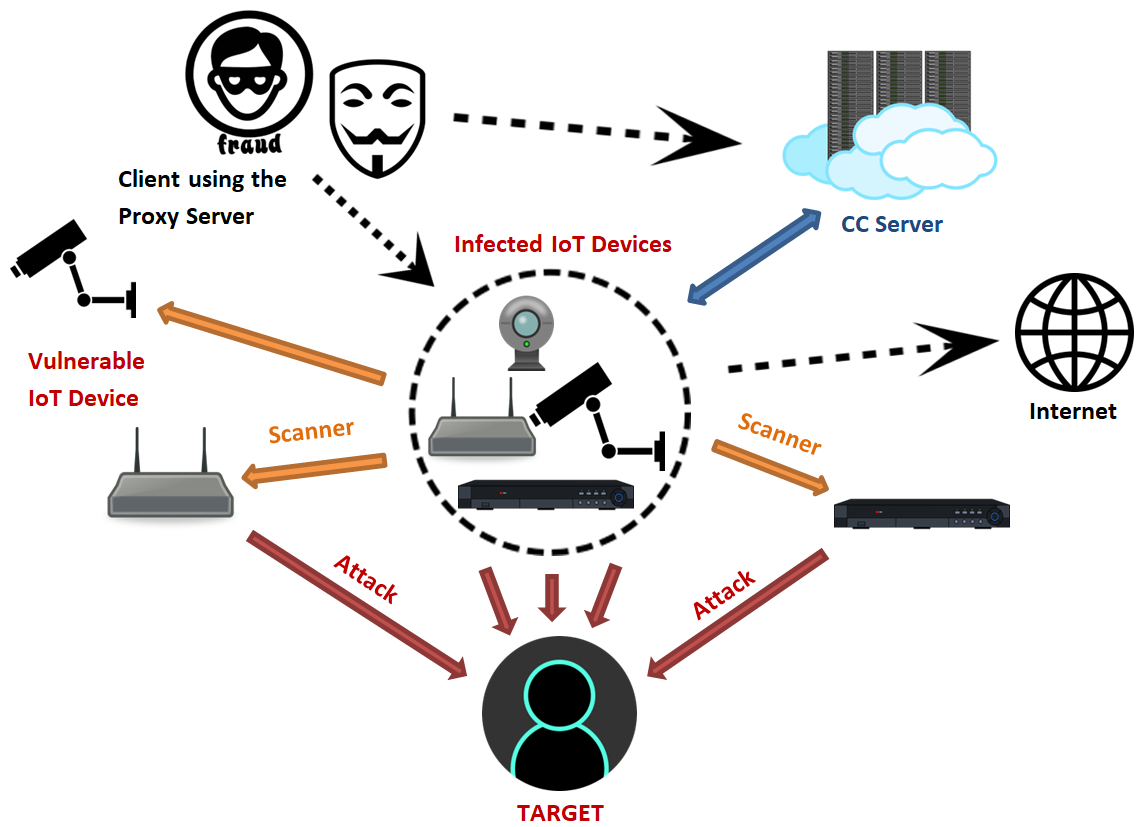 fraud
Client using the
Proxy Server
CC Server
Infected IoT Devices
Vulnerable
IoT Device
Internet
Scanner
Scanner
Attack
Attack
TARGET